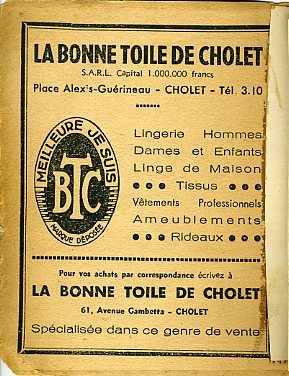 LA BONNE TOILE DE CHOLET
S.A.R.L. Capital 1.000.000 francs
Place Alex's-Guérineau - CHOLET - Tél. 3.10
MEILLEURE JE SUIS
BTC
MARQUE DÉPOSÉE
Lingerie Hommes
Dames et Enfants
Linge de Maison
Tissus
Vêtements Professionnels
Ameublements
Rideaux
Pour vos achats par correspondance écrivez à
LA BONNE TOILE DE CHOLET
61, Avenue Gambetta - CHOLET
Spécialisée dans ce genre de vente